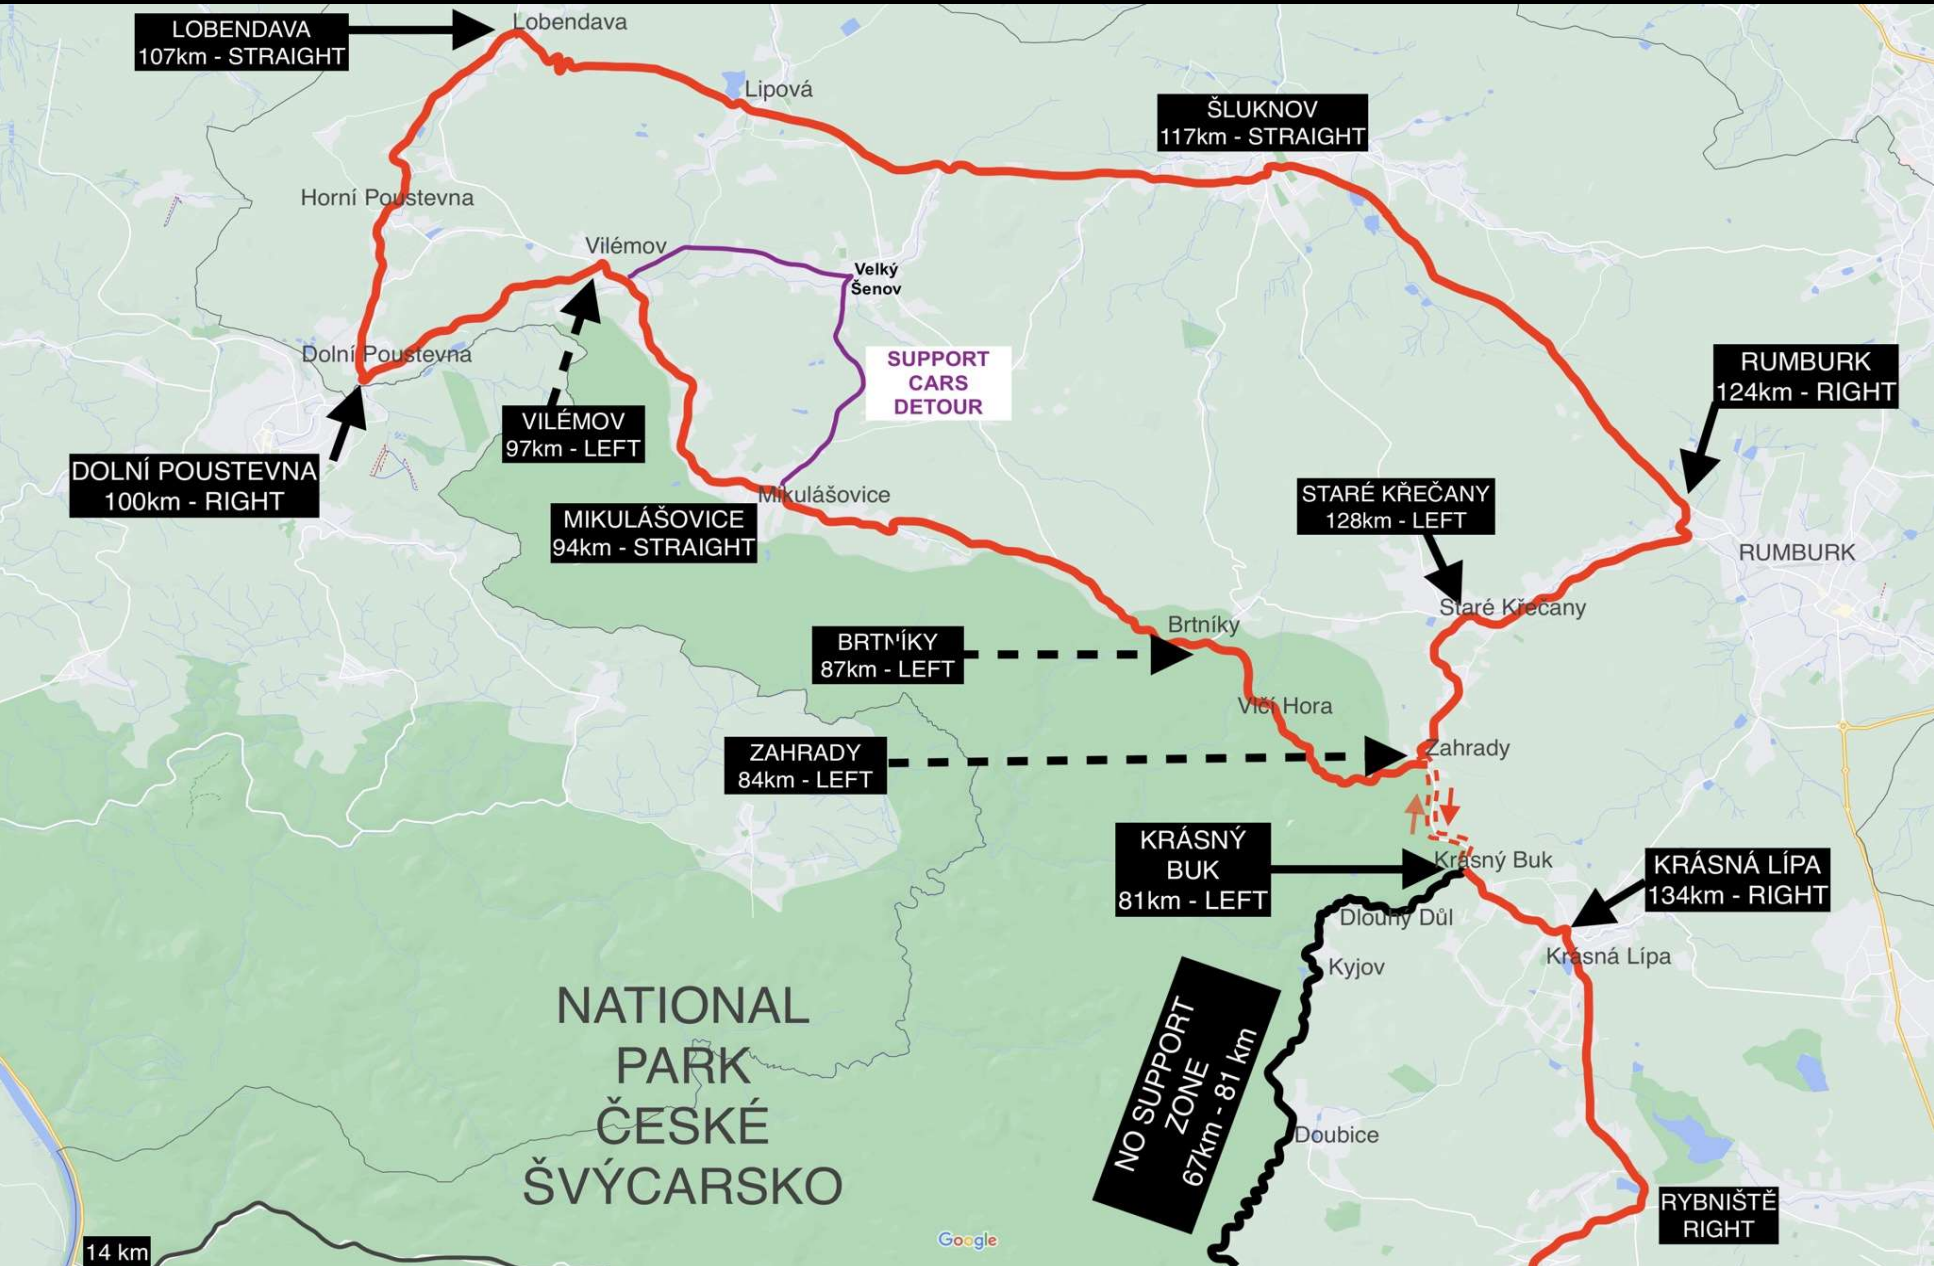 LOBENDAVA
107km - STRAIGHT
Lobendava
Lipová
ŠLUKNOV
117km - STRAIGHT
Horní Poustevna
Vilémov
Velký
Šenov
Dolní Poustevna
SUPPORT
CARS
DETOUR
RUMBURK
124km - RIGHT
VILÉMOV
97km - LEFT
DOLNÍ POUSTEVNA
100km - RIGHT
Mikulášovice
MIKULÁŠOVICE
94km - STRAIGHT
STARÉ KŘEČANY
128km - LEFT
RUMBURK
Staré Křečany
Brtníky
BRTNÍKY
87km - LEFT
Vlčí Hora
Zahrady
ZAHRADY
84km - LEFT
KRÁSNÝ
BUK
81km - LEFT
Krásný Buk
KRÁSNÁ LÍPA
134km - RIGHT
Dlouhý Důl
Krásná Lípa
Kyjov
NO SUPPORT
ZONE
67km - 81 km
NATIONAL
PARK
ČESKÉ
ŠVÝCARSKO
Doubice
RYBNIŠTĚ
RIGHT
14 km
Google